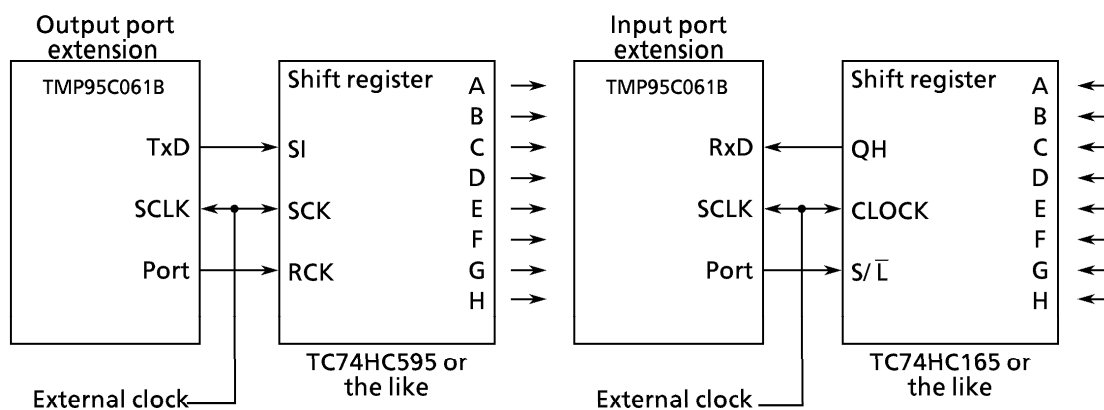 Output port
extension
TMP95C061B
TxD
SCLK
Port
Shift register
SI
SCK
RCK
A
B
C
D
E
F
G
H
TC74HC595 or
the like
External clock
Input port
extension
TMP95C061B
RxD
SCLK
Port
Shift register
QH
CLOCK
S/L̅
A
B
C
D
E
F
G
H
TC74HC165 or
the like
External clock